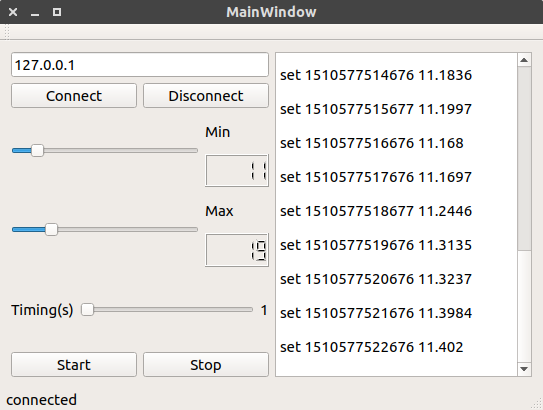 MainWindow
127.0.0.1
Connect
Disconnect
Min
11
Max
19
Timing(s)
1
Start
Stop
set 1510577514676 11.1836
set 1510577515677 11.1997
set 1510577516676 11.168
set 1510577517676 11.1697
set 1510577518677 11.2446
set 1510577519676 11.3135
set 1510577520676 11.3237
set 1510577521676 11.3984
set 1510577522676 11.402
connected